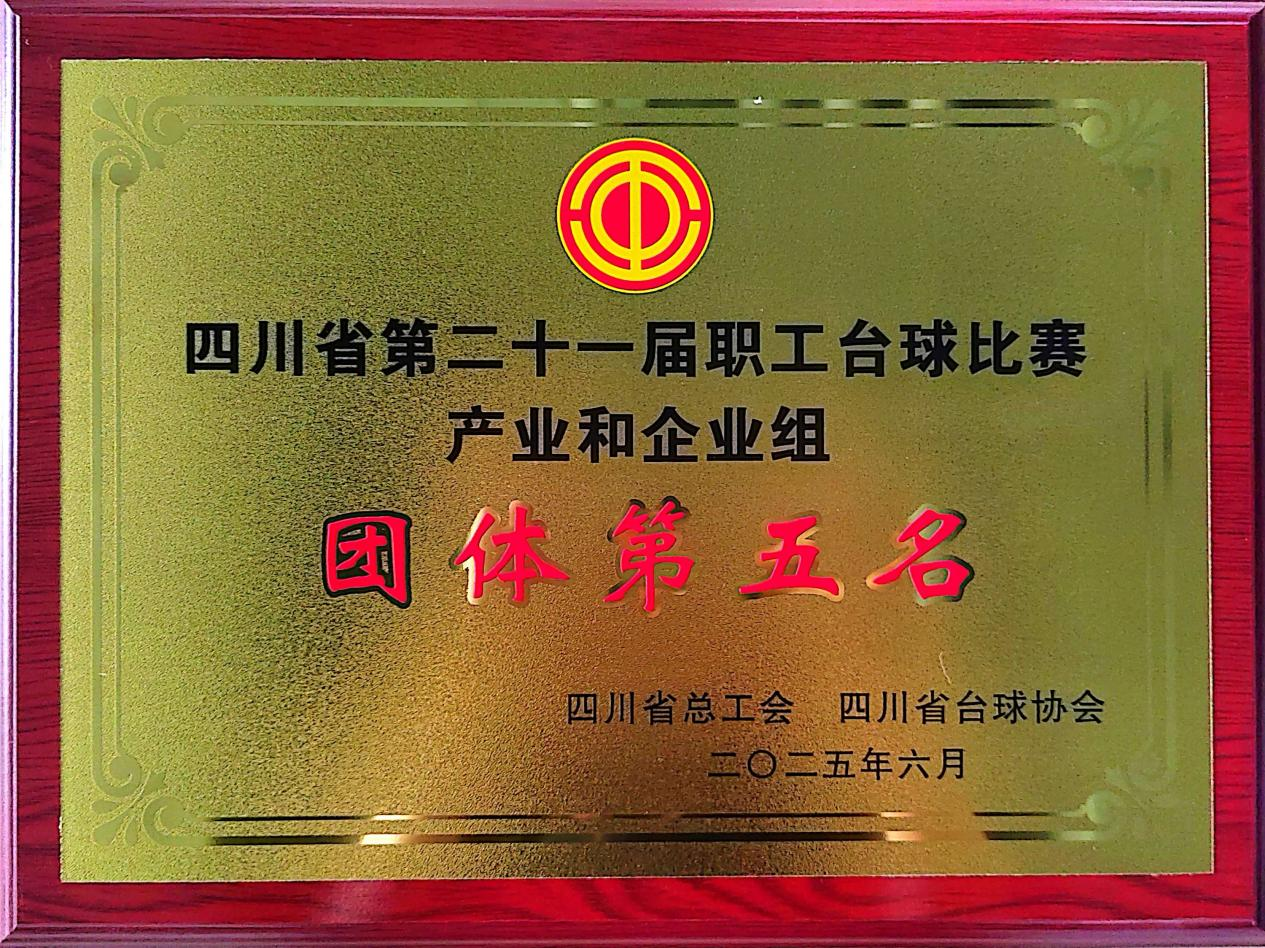 四川省第二十一届职工台球比赛
产业和企业组
团体第五名
四川省总工会 四川省台球协会
二〇二五年六月